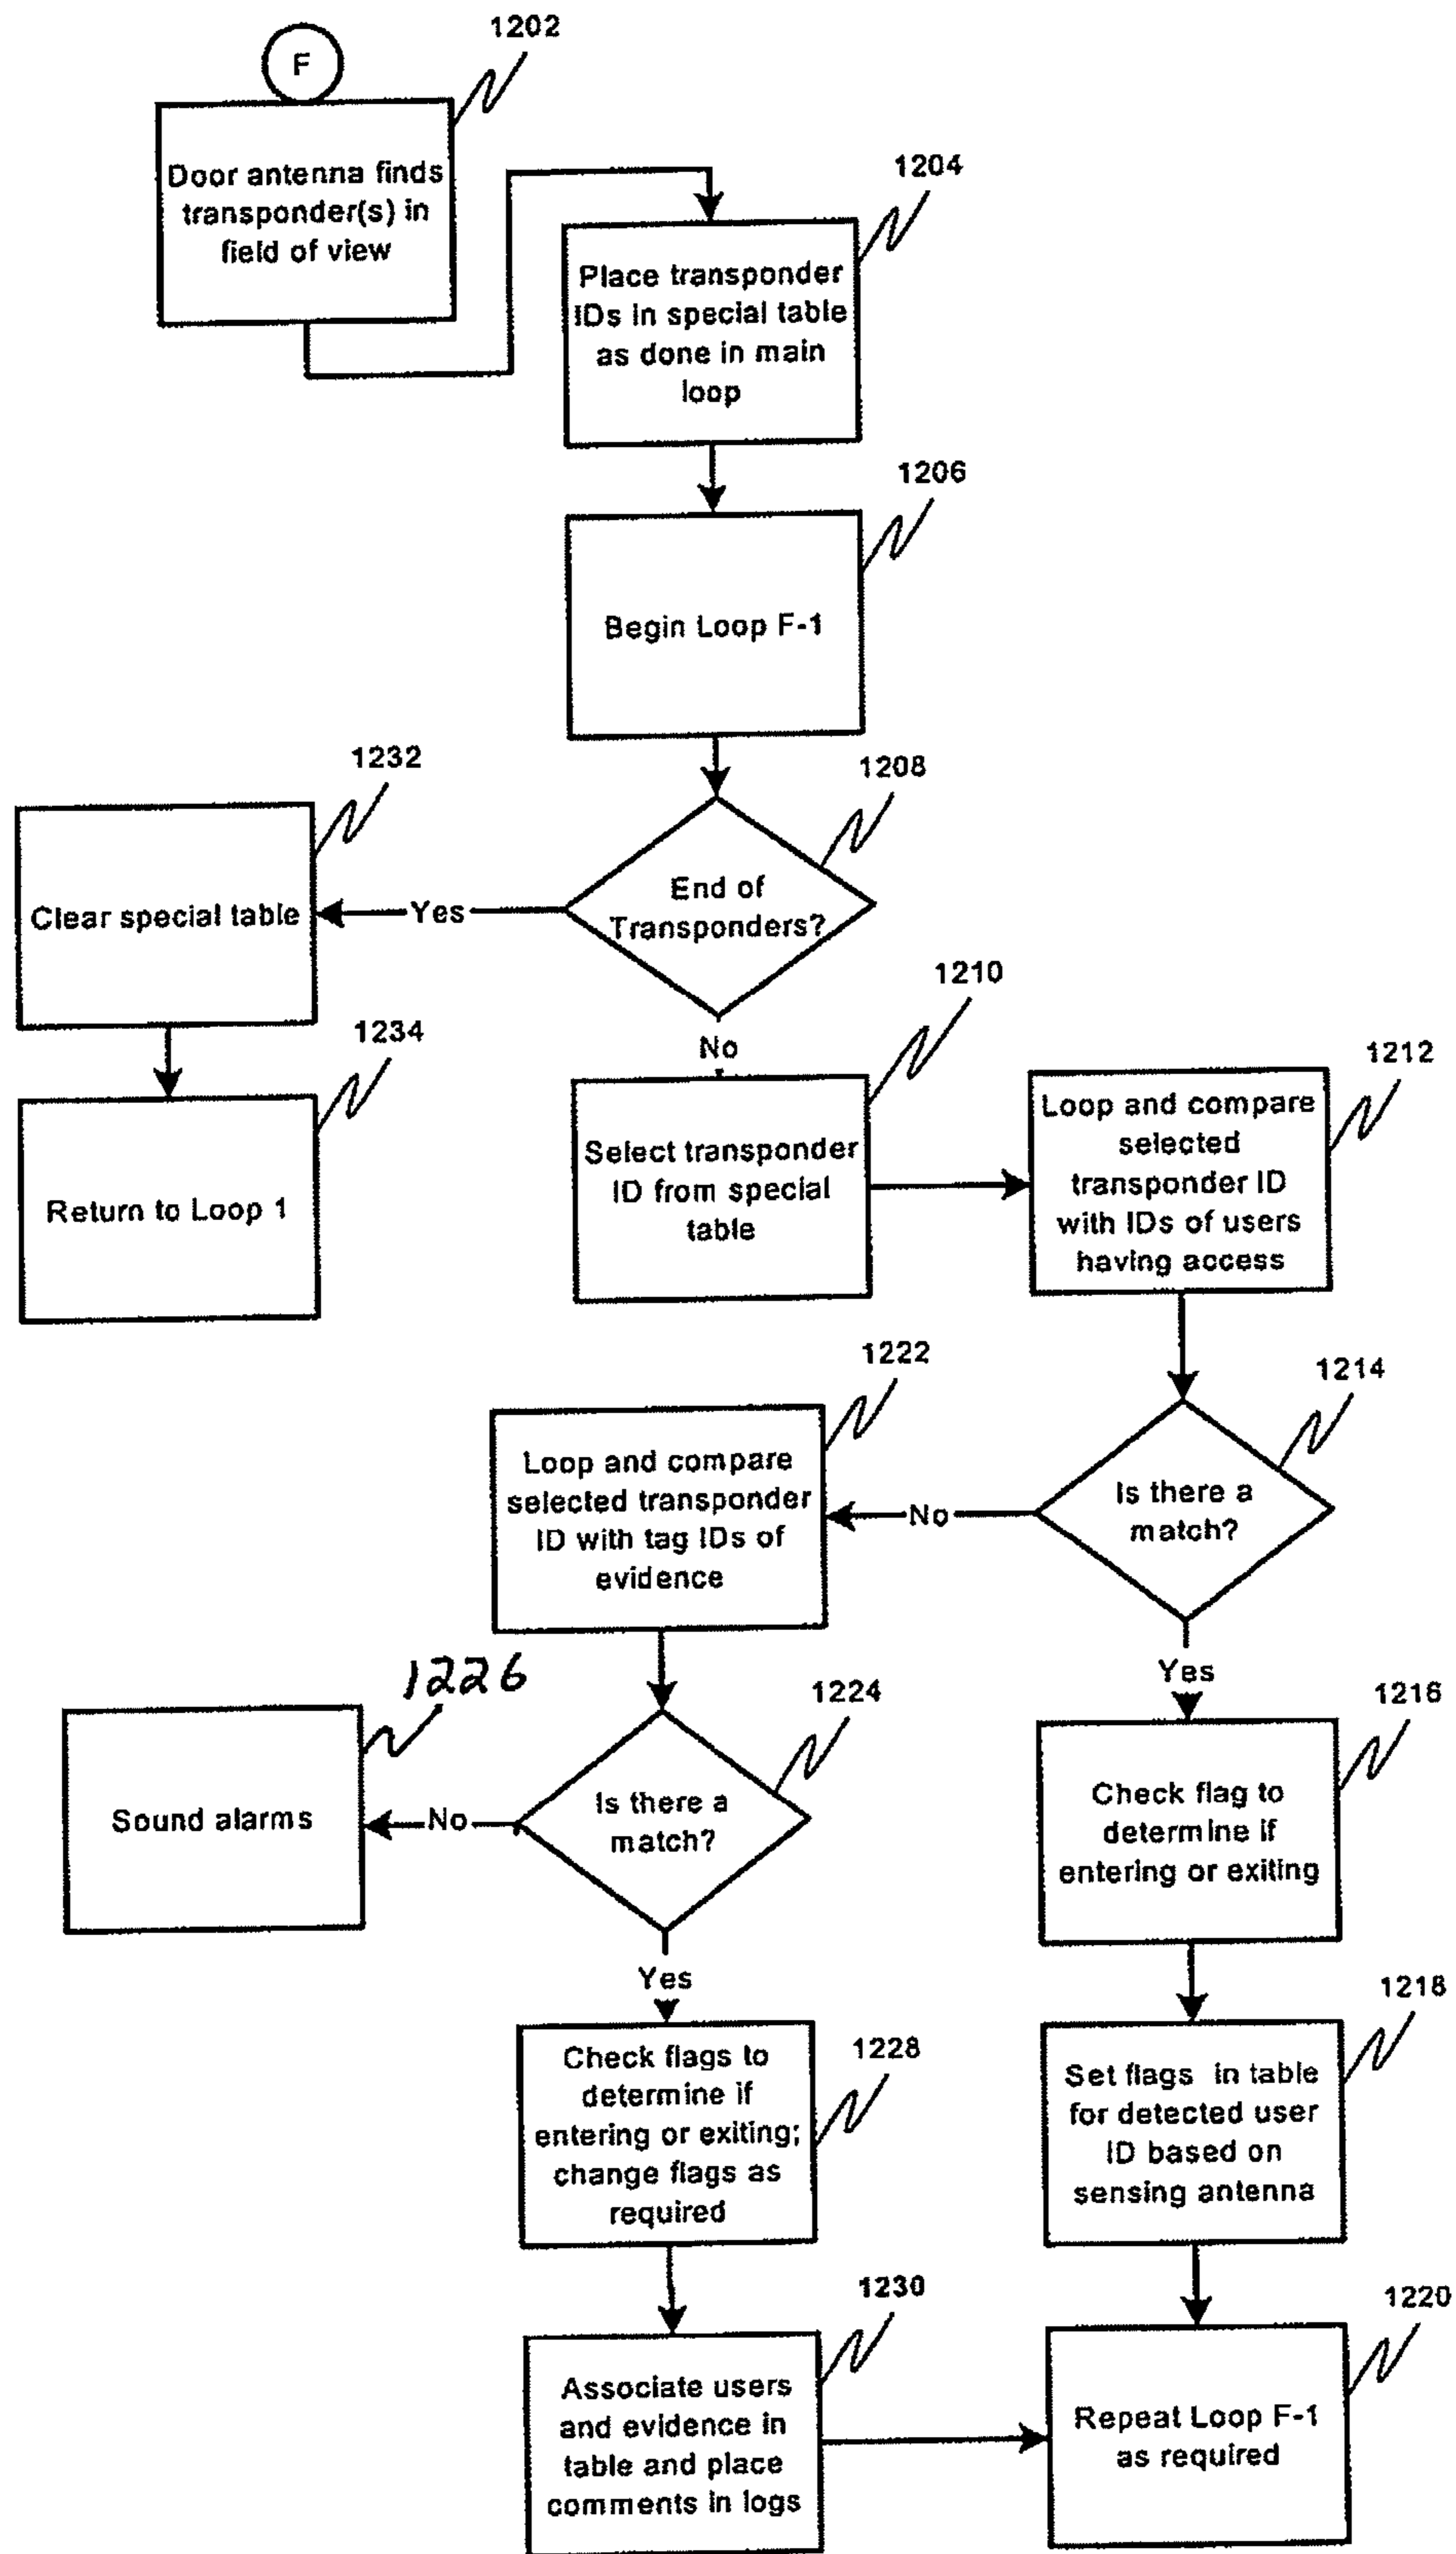 1202
F
Door antenna finds
transponder(s) in
field of view
1204
Place transponder
IDs in special table
as done in main
loop
1206
Begin Loop F-1
1232
1208
Clear special table
Yes
End of
Transponders?
1234
1210
No
1212
Return to Loop 1
Select transponder
ID from special
table
Loop and compare
selected
transponder ID
with IDs of users
having access
1222
1214
Loop and compare
selected transponder
ID with tag IDs of
evidence
No
Is there a
match?
Yes
1226
1224
1216
Sound alarms
No
Is there a
match?
Check flag to
determine if
entering or exiting
Yes
1228
1218
Check flags to
determine if
entering or exiting;
change flags as
required
Set flags in table
for detected user
ID based on
sensing antenna
1230
1220
Associate users
and evidence in
table and place
comments in logs
Repeat Loop F-1
as required